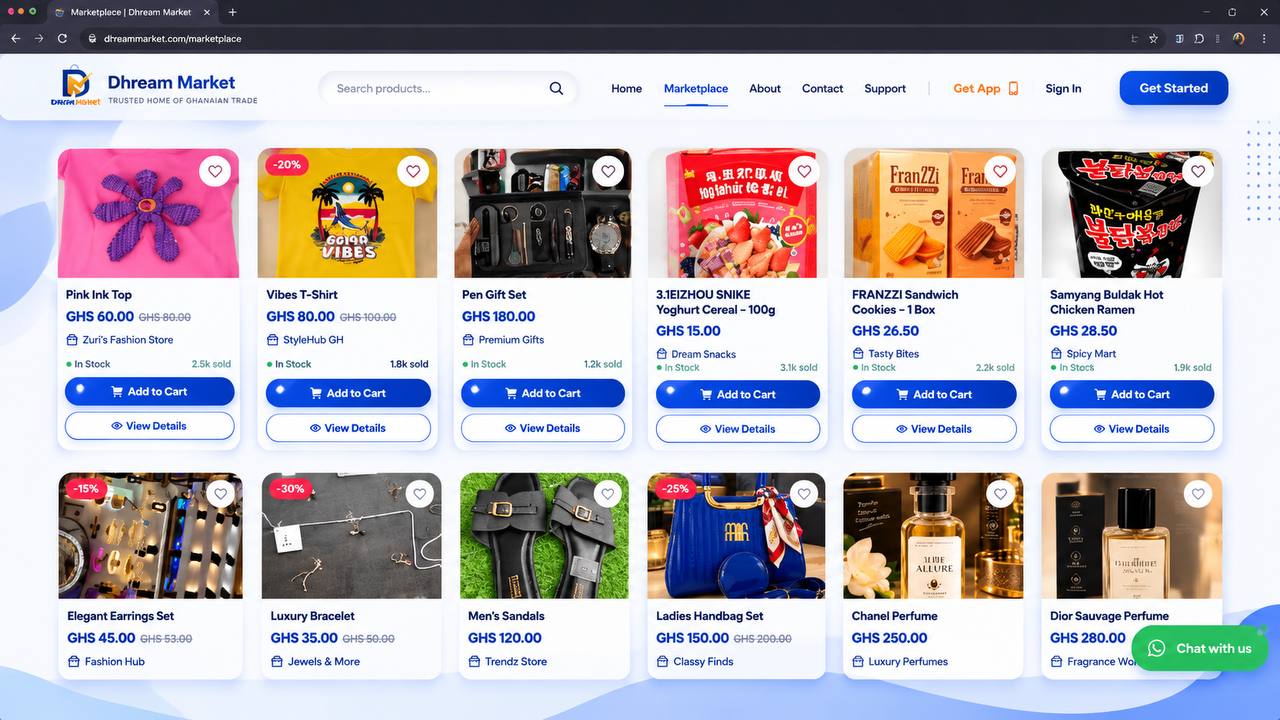 Marketplece | Dhream Market
dhreammarket.com/marketplace
DREAM MARKET
Dhream Market
TRUSTED HOME OF GHANAIAN TRADE
Search products...
Home
Marketplace
About
Contact
Support
Get App
Sign In
Get Started
-20%
VIBES
FranZZi
Pink Ink Top
GHS 60.00 GHS 80.00
Zuri's Fashion Store
In Stock 2.5k sold
Add to Cart
View Details
Vibes T-Shirt
GHS 80.00 GHS 100.00
StyleHub GH
In Stock 1.8k sold
Add to Cart
View Details
Pen Gift Set
GHS 180.00
Premium Gifts
In Stock 1.2k sold
Add to Cart
View Details
3.1EIZHOU SNIKE
Yoghurt Cereal – 100g
GHS 15.00
Dream Snacks
In Stock 3.1k sold
Add to Cart
View Details
FRANZZI Sandwich
Cookies – 1 Box
GHS 26.50
Tasty Bites
In Stock 2.2k sold
Add to Cart
View Details
Samyang Buldak Hot
Chicken Ramen
GHS 28.50
Spicy Mart
In Stock 1.9k sold
Add to Cart
View Details
-15%
Elegant Earrings Set
GHS 45.00 GHS 53.00
Fashion Hub
-30%
Luxury Bracelet
GHS 35.00 GHS 50.00
Jewels & More
Men's Sandals
GHS 120.00
Trendz Store
-25%
Ladies Handbag Set
GHS 150.00 GHS 200.00
Classy Finds
ALLURE
Chanel Perfume
GHS 250.00
Luxury Perfumes
Dior Sauvage Perfume
GHS 280.00
Fragrance
Chat with us